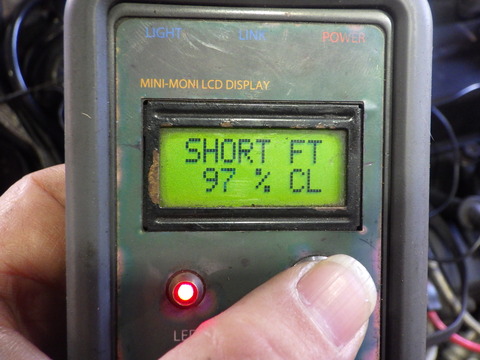 LIGHT LINK POWER
MINI-MONI LCD DISPLAY
SHORT FT
97 % CL